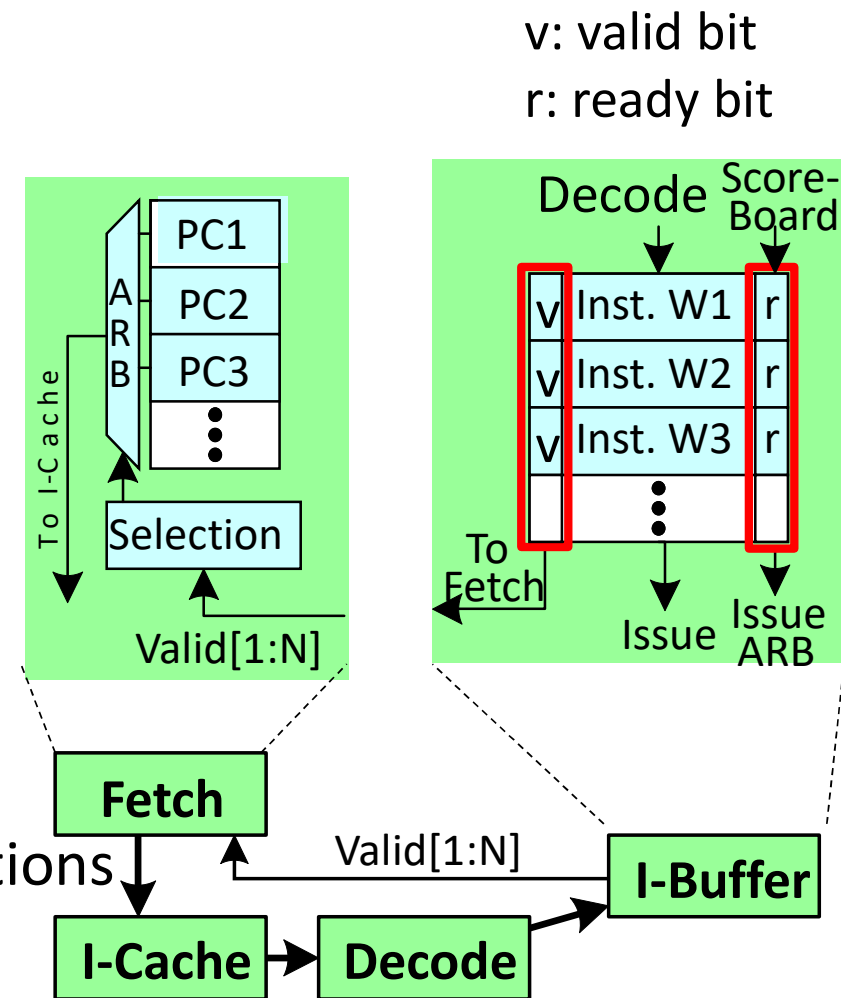 v: valid bit
r: ready bit
PC1
PC2
PC3
A
R
B
To I-Cache
Selection
Valid[1:N]
Decode
Score-
Board
v Inst. W1 r
v Inst. W2 r
v Inst. W3 r
To
Fetch
Issue
Issue
ARB
Fetch
Valid[1:N]
tions
I-Buffer
I-Cache
Decode